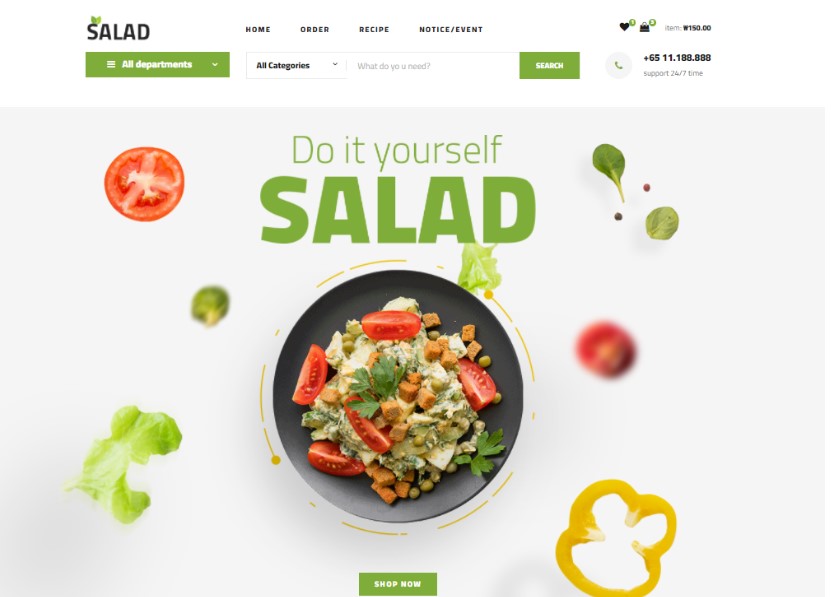 SALAD
HOME ORDER RECIPE NOTICE/EVENT
1 3 item: ₩150.00
All departments
All Categories What do yo u need? SEARCH
+65 11.188.888
support 24/7 time
Do it yourself
SALAD
SHOP NOW